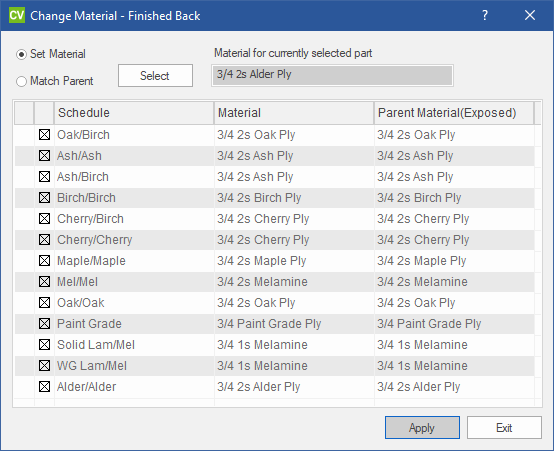 CV Change Material - Finished Back ?
Set Material
Match Parent
Select
Material for currently selected part
3/4 2s Alder Ply
Schedule Material Parent Material(Exposed)
Oak/Birch 3/4 2s Oak Ply 3/4 2s Oak Ply
Ash/Ash 3/4 2s Ash Ply 3/4 2s Ash Ply
Ash/Birch 3/4 2s Ash Ply 3/4 2s Ash Ply
Birch/Birch 3/4 2s Birch Ply 3/4 2s Birch Ply
Cherry/Birch 3/4 2s Cherry Ply 3/4 2s Cherry Ply
Cherry/Cherry 3/4 2s Cherry Ply 3/4 2s Cherry Ply
Maple/Maple 3/4 2s Maple Ply 3/4 2s Maple Ply
Mel/Mel 3/4 2s Melamine 3/4 2s Melamine
Oak/Oak 3/4 2s Oak Ply 3/4 2s Oak Ply
Paint Grade 3/4 Paint Grade Ply 3/4 Paint Grade Ply
Solid Lam/Mel 3/4 1s Melamine 3/4 1s Melamine
WG Lam/Mel 3/4 1s Melamine 3/4 1s Melamine
Alder/Alder 3/4 2s Alder Ply 3/4 2s Alder Ply
Apply Exit